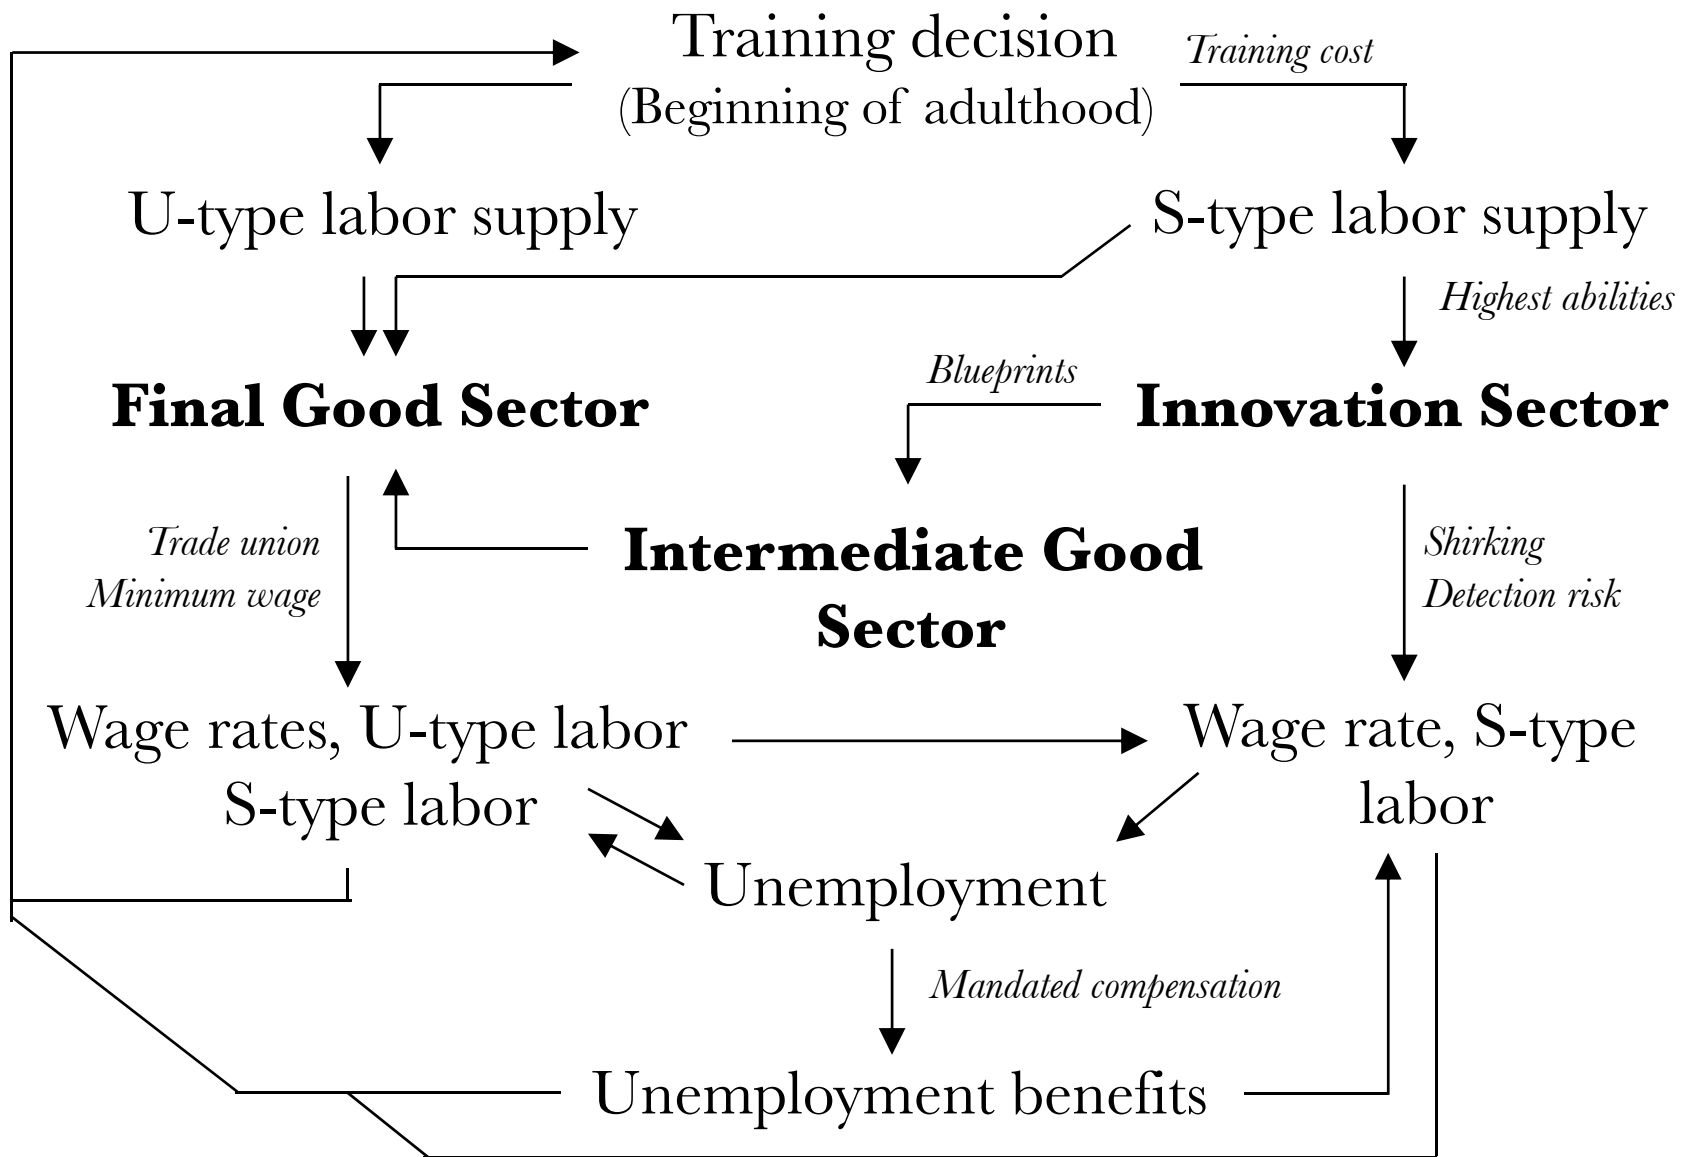 Training decision
Training cost
(Beginning of adulthood)
U-type labor supply
S-type labor supply
Highest abilities
Blueprints
Final Good Sector
Innovation Sector
Trade union
Minimum wage
Intermediate Good
Sector
Shirking
Detection risk
Wage rates, U-type labor
S-type labor
Wage rate, S-type
labor
Unemployment
Mandated compensation
Unemployment benefits